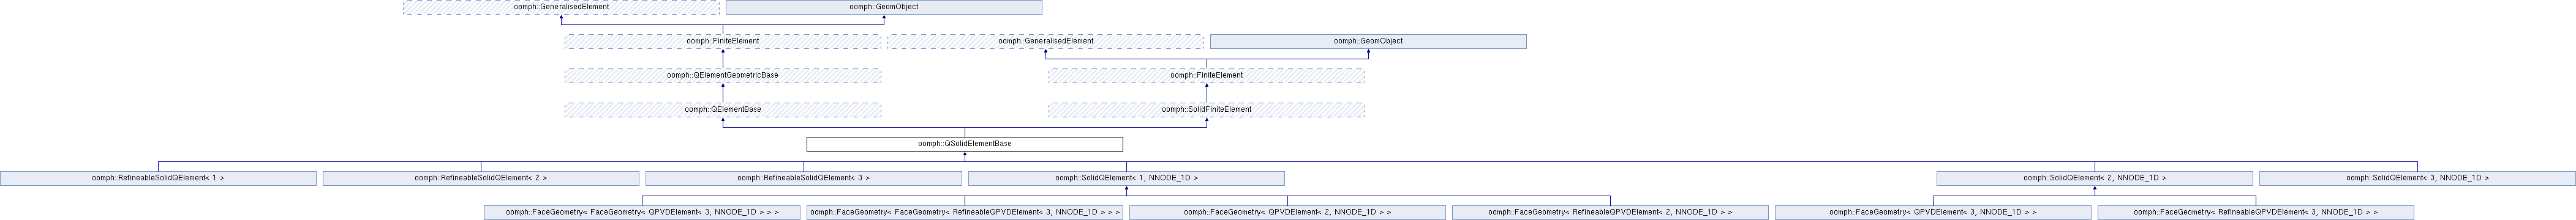 oomph::GeneralisedElement oomph::GeomObject
oomph::FiniteElement oomph::GeneralisedElement oomph::GeomObject
oomph::QElementGeometricBase oomph::FiniteElement
oomph::QElementBase oomph::SolidFiniteElement
oomph::QSolidElementBase
oomph::RefineableSolidQElement< 1 > oomph::RefineableSolidQElement< 2 > oomph::RefineableSolidQElement< 3 > oomph::SolidQElement< 1, NNODE_1D > oomph::SolidQElement< 2, NNODE_1D > oomph::SolidQElement< 3, NNODE_1D >
oomph::FaceGeometry< FaceGeometry< QPVDElement< 3, NNODE_1D > > > oomph::FaceGeometry< FaceGeometry< RefineableQPVDElement< 3, NNODE_1D > > > oomph::FaceGeometry< QPVDElement< 2, NNODE_1D > > oomph::FaceGeometry< RefineableQPVDElement< 2, NNODE_1D > > oomph::FaceGeometry< QPVDElement< 3, NNODE_1D > > oomph::FaceGeometry< RefineableQPVDElement< 3, NNODE_1D > >